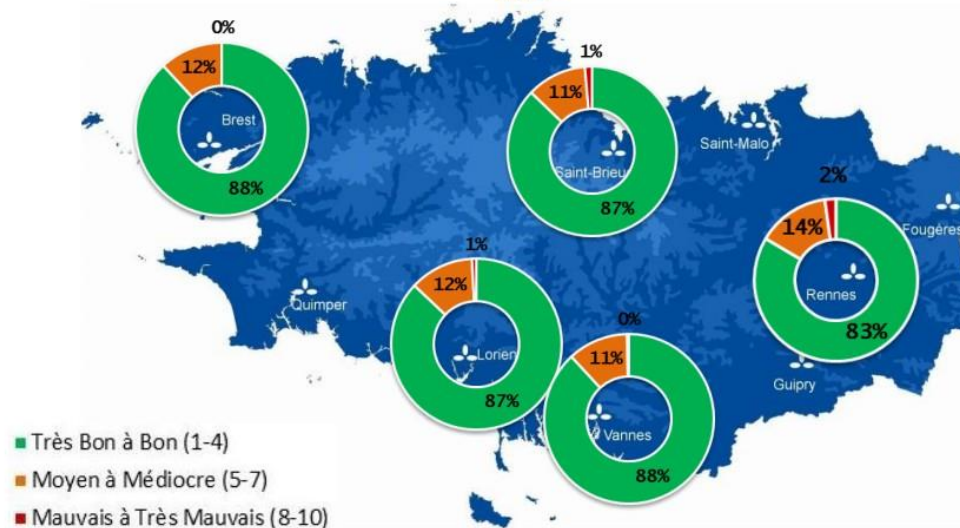 0%
12%
Brest
88%
1%
11%
Saint-Brieu
87%
Saint-Malo
2%
14%
Fougères
Rennes
83%
Quimper
1%
12%
Lorien
87%
0%
11%
Vannes
88%
Guipry
Très Bon à Bon (1-4)
Moyen à Médiocre (5-7)
Mauvais à Très Mauvais (8-10)